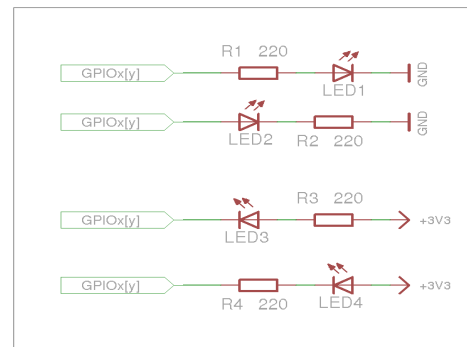 R1 220
GPIOx[y]
LED1
GND
GPIOx[y]
LED2
R2 220
GND
R3 220
GPIOx[y]
LED3
+3V3
GPIOx[y]
R4 220
LED4
+3V3